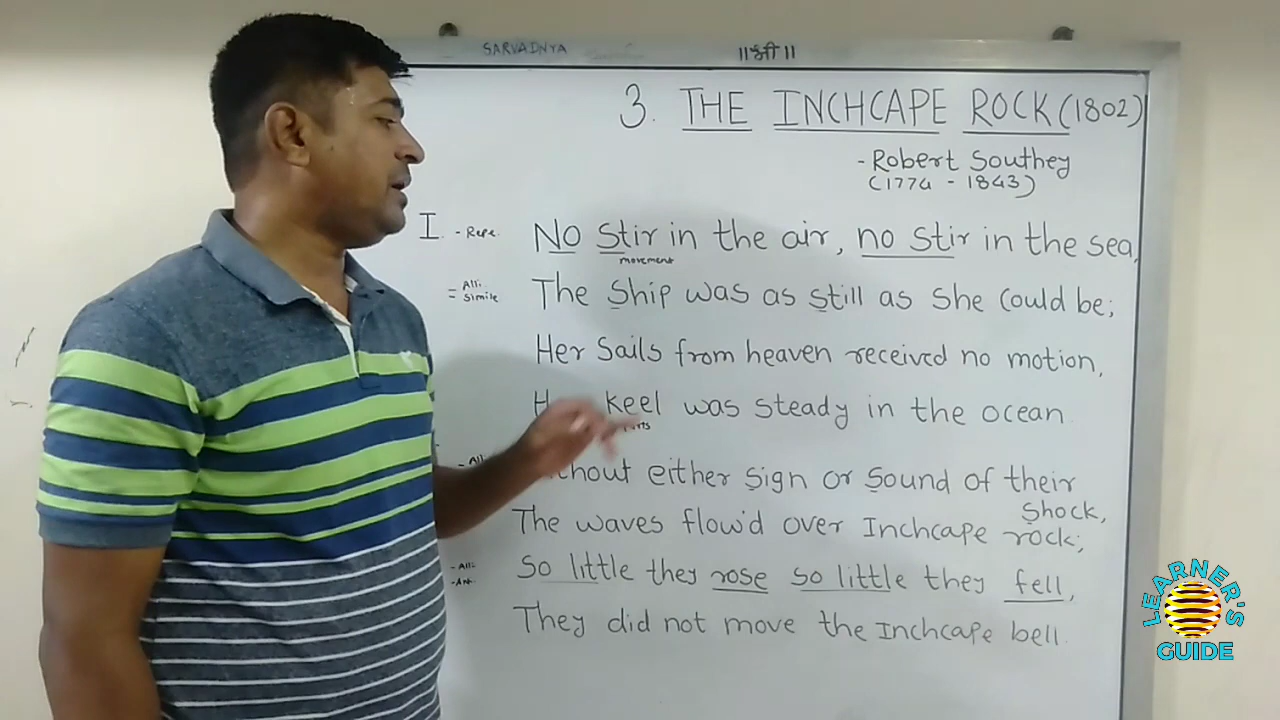 SARVADNYA
॥श्री॥
3. THE INCHCAPE ROCK (1802)
- Robert Southey
(1774 - 1843)
I. - Repe. No stir in the air, no stir in the sea,
movement
= Alli. Simile The ship was as still as she could be;
Her sails from heaven received no motion,
keel was steady in the ocean
- All either sign or sound of their
shock,
The waves flow'd over Inchcape rock;
- All: - Ant. So little they rose so little they fell,
They did not move the Inchcape bell.
LEARNER'S
GUIDE